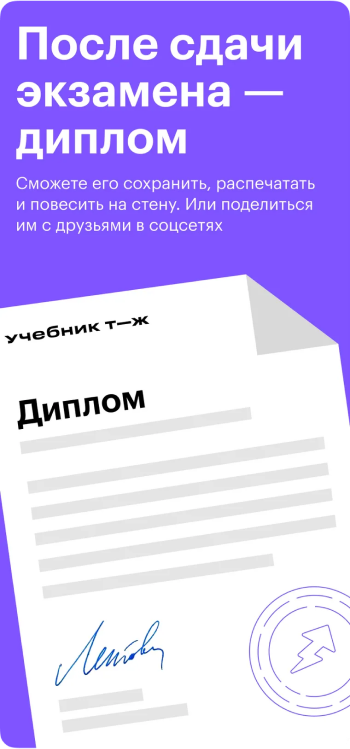 После сдачи
экзамена —
диплом
Сможете его сохранить, распечатать
и повесить на стену. Или поделиться
им с друзьями в соцсетях
учебник т—ж
Диплом